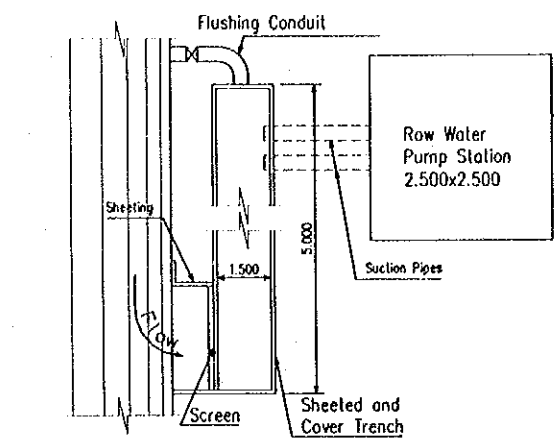 Flushing Conduit
Row Water
Pump Station
2.500x2.500
Sheeting
5.000
1.500
Suction Pipes
Flow
Screen
Sheeted and
Cover Trench